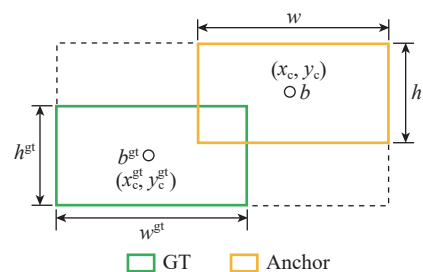 w
(x_c, y_c)
b
h
h^gt
b^gt
(x_c^gt, y_c^gt)
w^gt
GT
Anchor